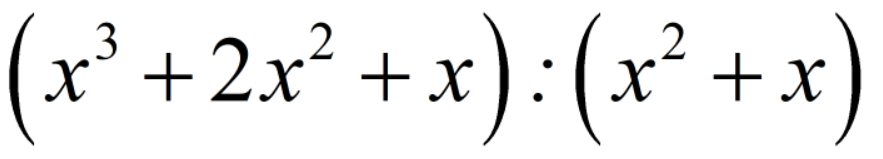 (x³ + 2x² + x) : (x² + x)